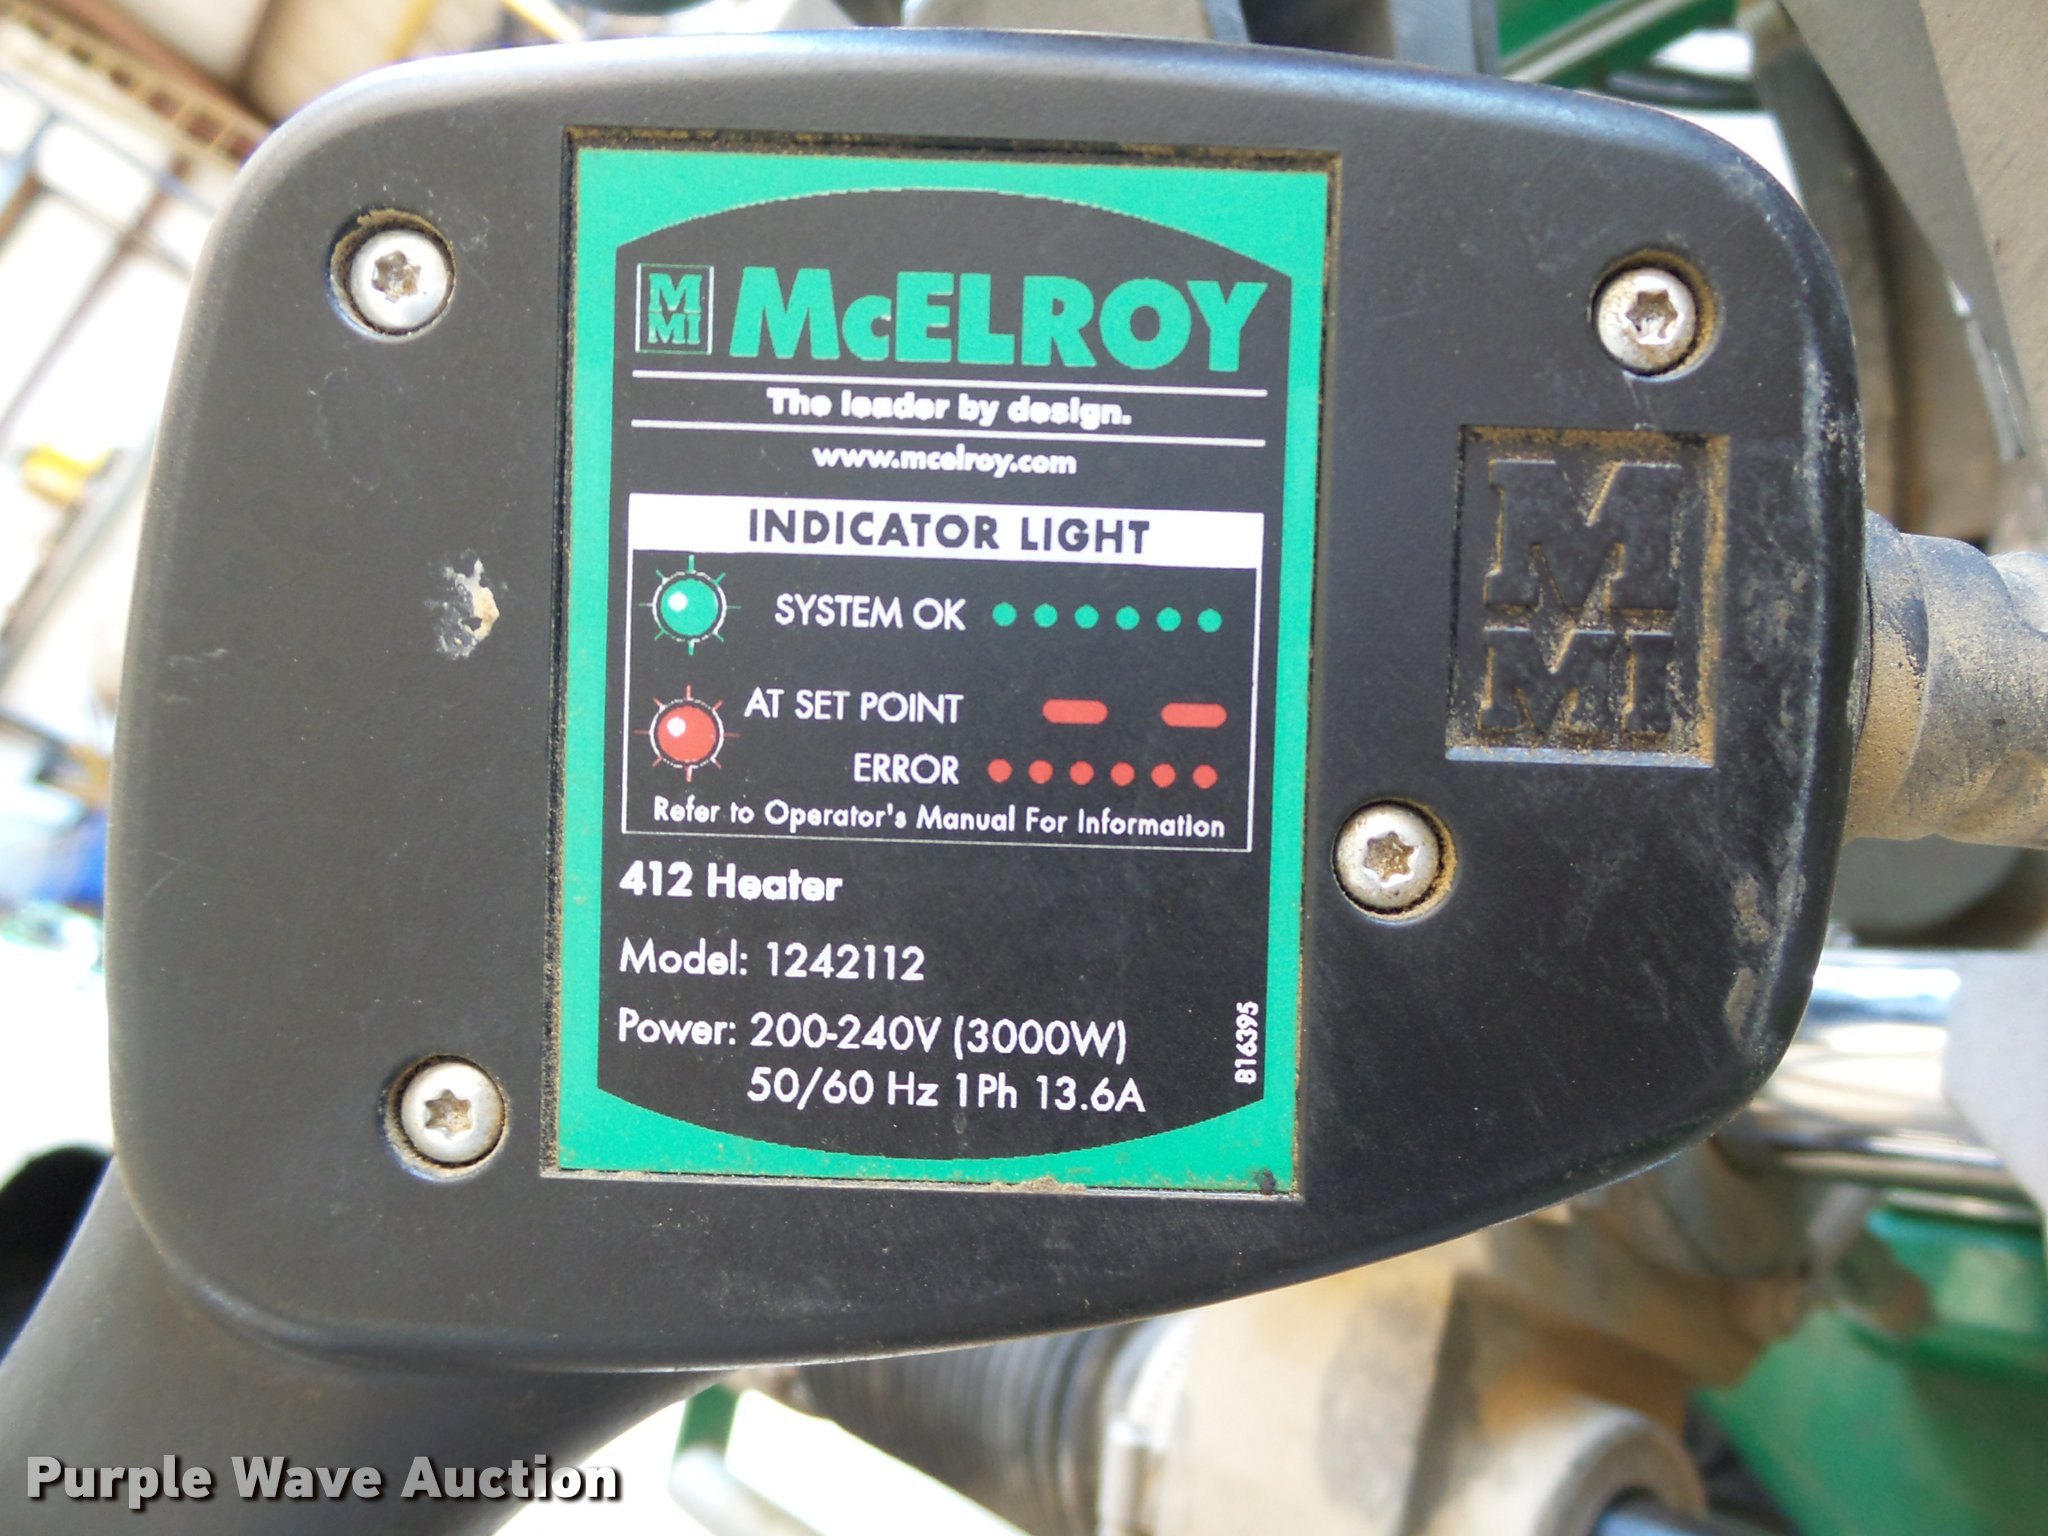 M
MI
McELROY
The leader by design.
www.mcelroy.com
INDICATOR LIGHT
SYSTEM OK
AT SET POINT
ERROR
Refer to Operator's Manual For Information
412 Heater
Model: 1242112
Power: 200-240V (3000W)
50/60 Hz 1Ph 13.6A
816395
M
MI
Purple Wave Auction